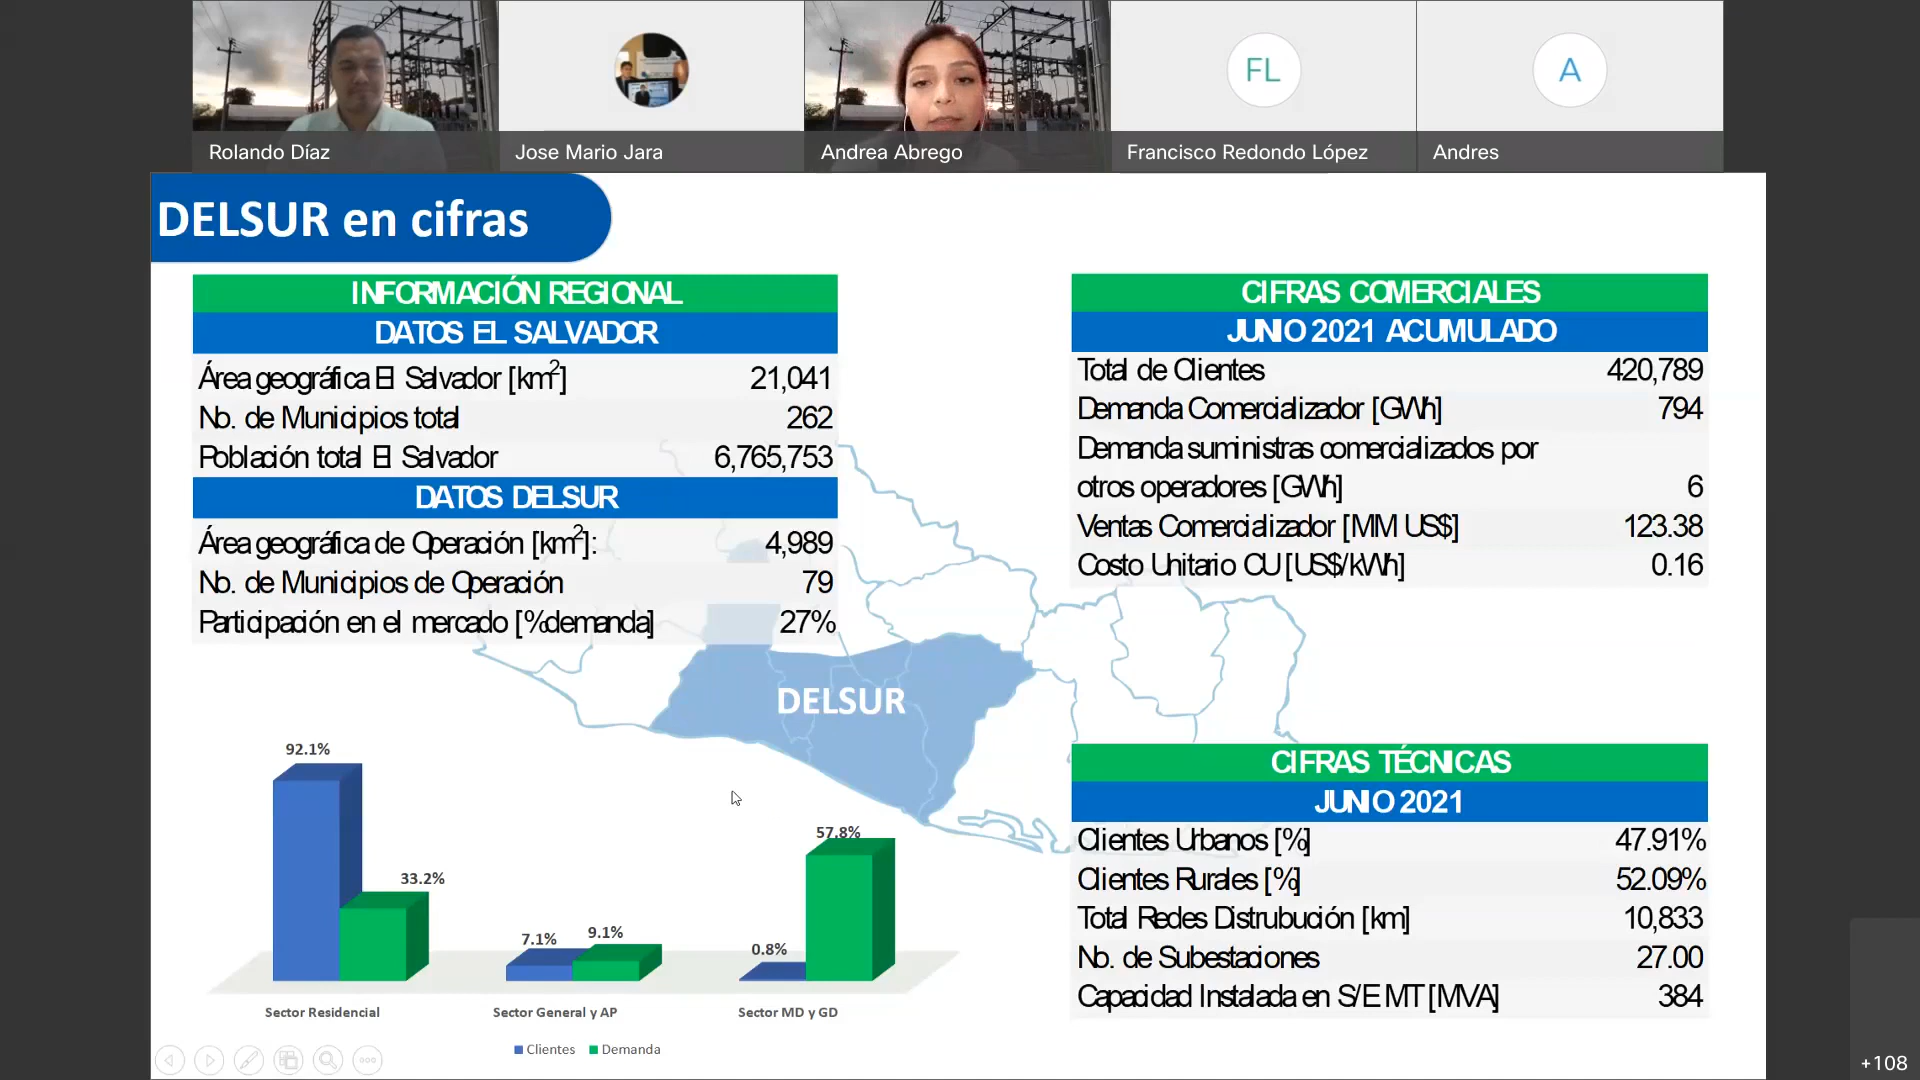 Rolando Díaz
Jose Mario Jara
Andrea Abrego
FL
Francisco Redondo López
A
Andres
DELSUR en cifras
INFORMACIÓN REGIONAL
DATOS EL SALVADOR
Área geográfica El Salvador [km²] 21,041
No. de Municipios total 262
Población total El Salvador 6,765,753
DATOS DELSUR
Área geográfica de Operación [km²]: 4,989
No. de Municipios de Operación 79
Participación en el mercado [%demanda] 27%
CIFRAS COMERCIALES
JUNIO 2021 ACUMULADO
Total de Clientes 420,789
Demanda Comercializador [GWh] 794
Demanda suministras comercializados por
otros operadores [GWh] 6
Ventas Comercializador [MM US$] 123.38
Costo Unitario CU [US$/kWh] 0.16
DELSUR
92.1%
33.2%
7.1%
9.1%
0.8%
57.8%
Sector Residencial
Sector General y AP
Sector MD y GD
Clientes
Demanda
CIFRAS TÉCNICAS
JUNIO 2021
Clientes Urbanos [%] 47.91%
Clientes Rurales [%] 52.09%
Total Redes Distrubución [km] 10,833
No. de Subestaciones 27.00
Capacidad Instalada en S/E MT [MVA] 384
+108